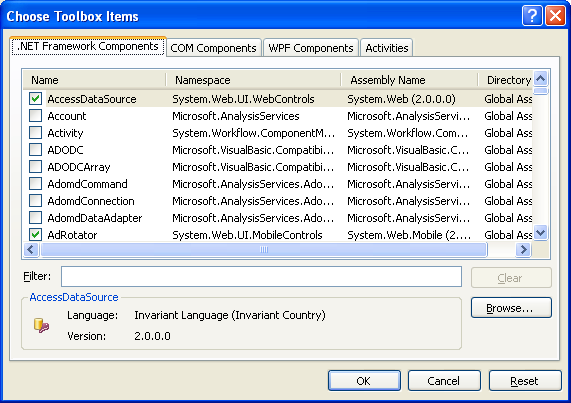 Choose Toolbox Items
.NET Framework Components COM Components WPF Components Activities
Name Namespace Assembly Name Directory
AccessDataSource System.Web.UI.WebControls System.Web (2.0.0.0) Global Ass
Account Microsoft.AnalysisServices Microsoft.AnalysisServi... Global Ass
Activity System.Workflow.ComponentM... System.Workflow.Com... Global Ass
ADODC Microsoft.VisualBasic.Compatibi... Microsoft.VisualBasic.C... Global Ass
ADODCArray Microsoft.VisualBasic.Compatibi... Microsoft.VisualBasic.C... Global Ass
AdomdCommand Microsoft.AnalysisServices.Ado... Microsoft.AnalysisServi... Global Ass
AdomdConnection Microsoft.AnalysisServices.Ado... Microsoft.AnalysisServi... Global Ass
AdomdDataAdapter Microsoft.AnalysisServices.Ado... Microsoft.AnalysisServi... Global Ass
AdRotator System.Web.UI.MobileControls System.Web.Mobile (2.... Global Ass
Filter: Clear
AccessDataSource Browse...
Language: Invariant Language (Invariant Country)
Version: 2.0.0.0
OK Cancel Reset